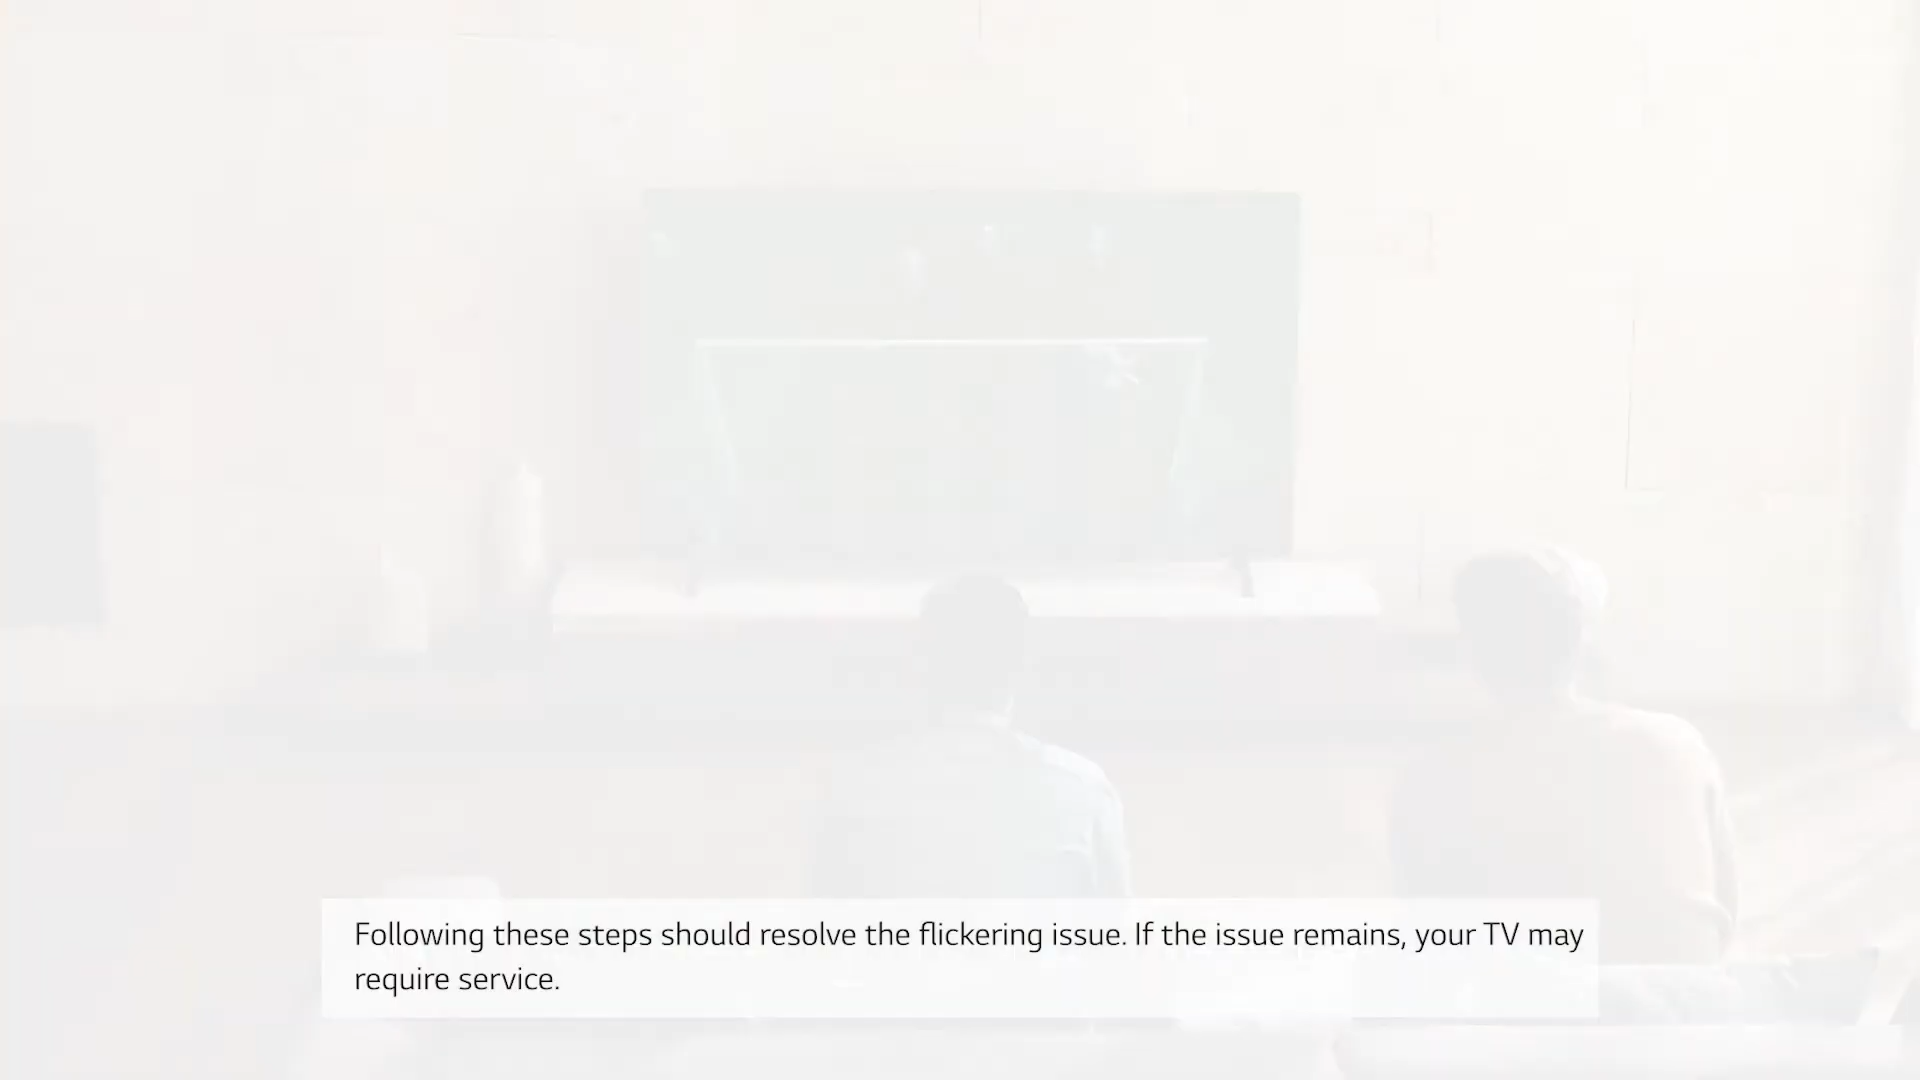 Following these steps should resolve the flickering issue. If the issue remains, your TV may
require service.